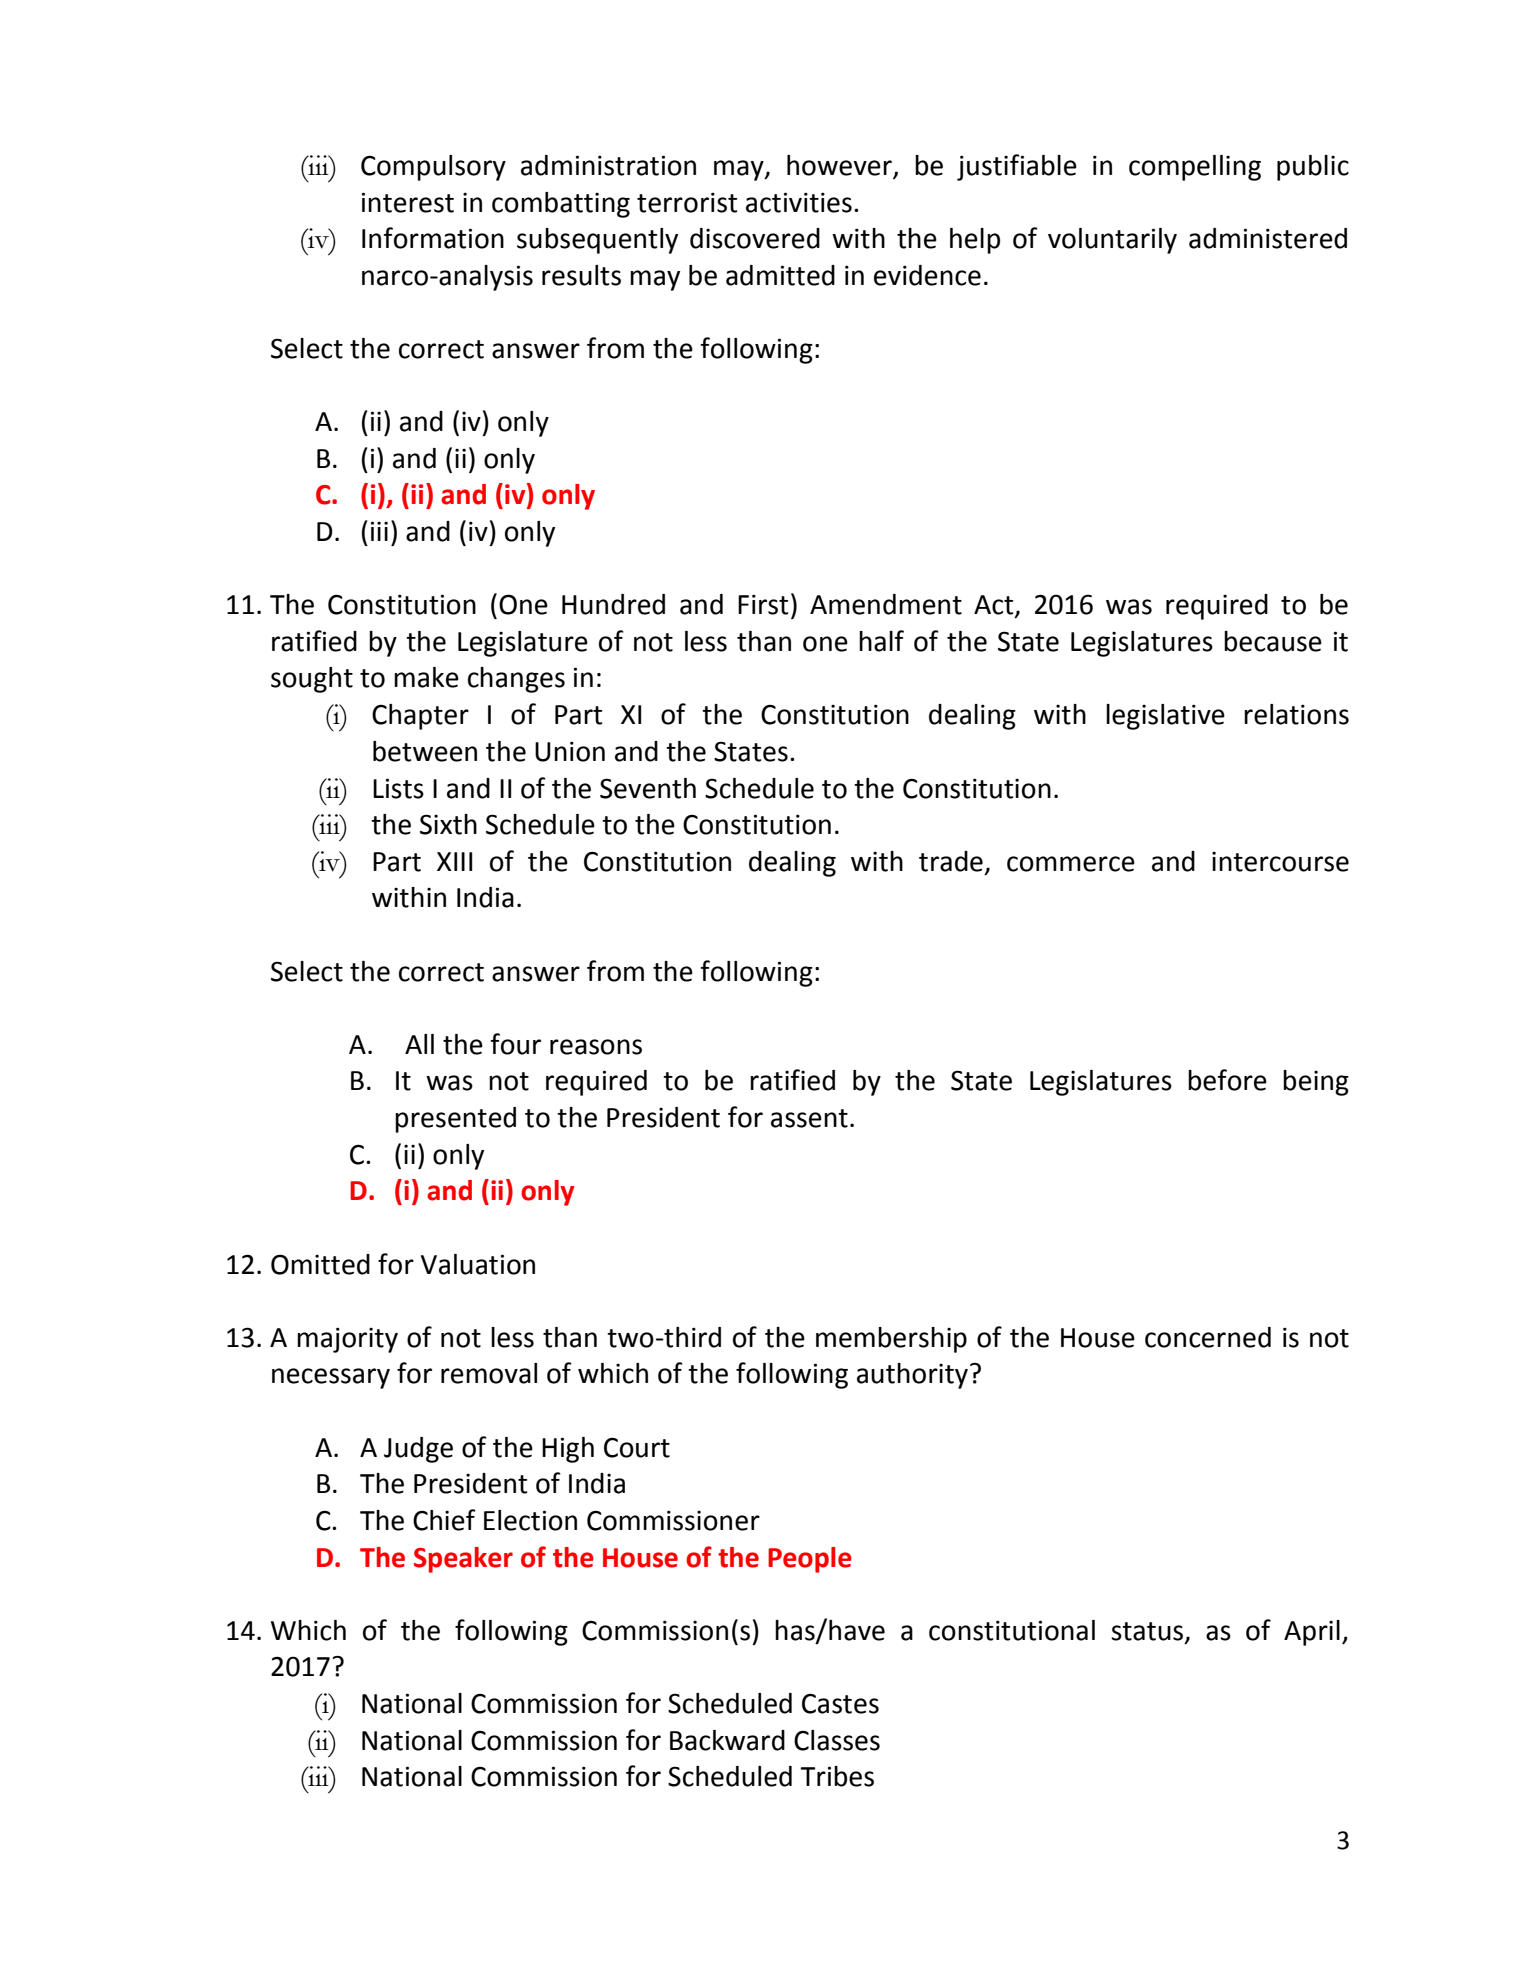 (iii) Compulsory administration may, however, be justifiable in compelling public
interest in combatting terrorist activities.
(iv) Information subsequently discovered with the help of voluntarily administered
narco-analysis results may be admitted in evidence.
Select the correct answer from the following:
A. (ii) and (iv) only
B. (i) and (ii) only
C. (i), (ii) and (iv) only
D. (iii) and (iv) only
11. The Constitution (One Hundred and First) Amendment Act, 2016 was required to be
ratified by the Legislature of not less than one half of the State Legislatures because it
sought to make changes in:
(i) Chapter I of Part XI of the Constitution dealing with legislative relations
between the Union and the States.
(ii) Lists I and II of the Seventh Schedule to the Constitution.
(iii) the Sixth Schedule to the Constitution.
(iv) Part XIII of the Constitution dealing with trade, commerce and intercourse
within India.
Select the correct answer from the following:
A. All the four reasons
B. It was not required to be ratified by the State Legislatures before being
presented to the President for assent.
C. (ii) only
D. (i) and (ii) only
12. Omitted for Valuation
13. A majority of not less than two-third of the membership of the House concerned is not
necessary for removal of which of the following authority?
A. A Judge of the High Court
B. The President of India
C. The Chief Election Commissioner
D. The Speaker of the House of the People
14. Which of the following Commission(s) has/have a constitutional status, as of April,
2017?
(i) National Commission for Scheduled Castes
(ii) National Commission for Backward Classes
(iii) National Commission for Scheduled Tribes
3